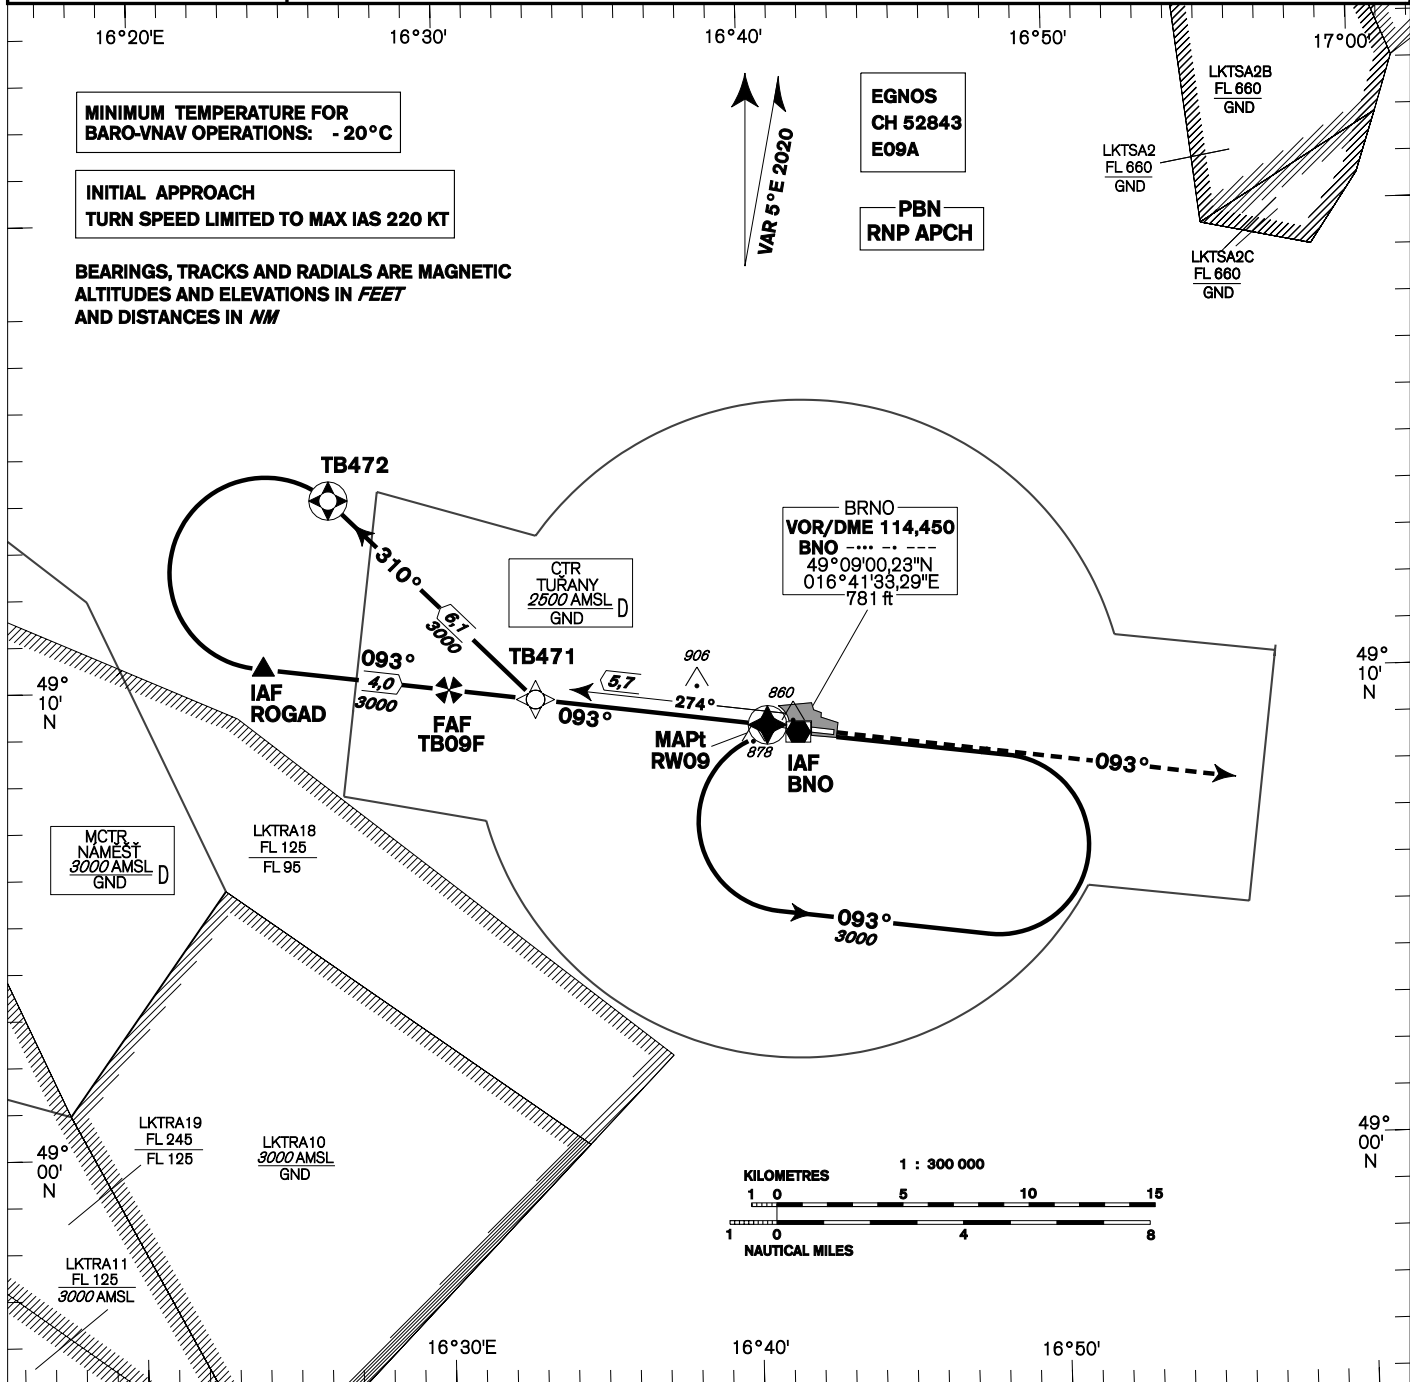 16°20'E
16°30'
16°40'
16°50'
17°00'
MINIMUM TEMPERATURE FOR
BARO-VNAV OPERATIONS: - 20°C
INITIAL APPROACH
TURN SPEED LIMITED TO MAX IAS 220 KT
BEARINGS, TRACKS AND RADIALS ARE MAGNETIC
ALTITUDES AND ELEVATIONS IN FEET
AND DISTANCES IN NM
VAR 5°E 2020
EGNOS
CH 52843
E09A
PBN
RNP APCH
LKTSA2B
FL 660
GND
LKTSA2
FL 660
GND
LKTSA2C
FL 660
GND
TB472
310°
6,1
3000
CTR
TUŘANY
2500 AMSL
GND
D
BRNO
VOR/DME 114,450
BNO -··· -· ---
49°09'00,23"N
016°41'33,29"E
781 ft
TB471
093°
4,0
3000
IAF
ROGAD
FAF
TB09F
093°
5,7
274°
906
860
878
MAPt
RW09
IAF
BNO
093°
093°
3000
49°
10'
N
49°
10'
N
MCTR
NÁMĚŠŤ
3000 AMSL
GND
D
LKTRA18
FL 125
FL 95
LKTRA19
FL 245
FL 125
LKTRA10
3000 AMSL
GND
LKTRA11
FL 125
3000 AMSL
49°
00'
N
49°
00'
N
1 : 300 000
KILOMETRES
1 0 5 10 15
1 0 4 8
NAUTICAL MILES
16°30'E
16°40'
16°50'